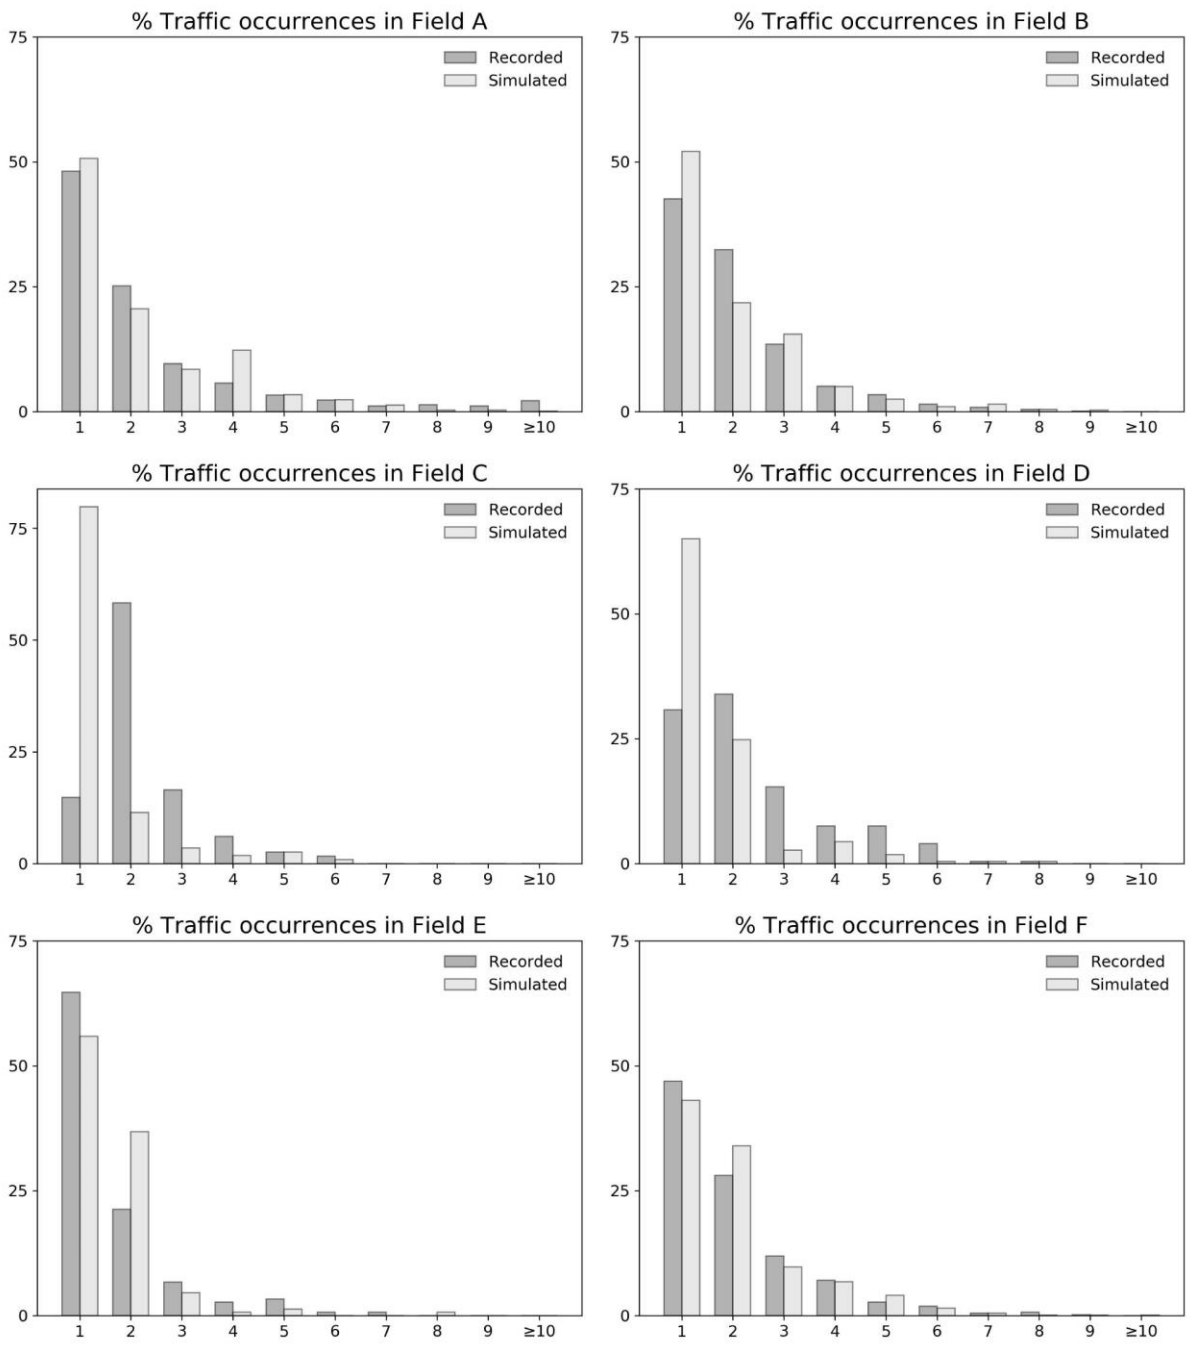 % Traffic occurrences in Field A
75
50
25
0
Recorded
Simulated
1 2 3 4 5 6 7 8 9 ≥10
% Traffic occurrences in Field B
75
50
25
0
Recorded
Simulated
1 2 3 4 5 6 7 8 9 ≥10
% Traffic occurrences in Field C
75
50
25
0
Recorded
Simulated
1 2 3 4 5 6 7 8 9 ≥10
% Traffic occurrences in Field D
75
50
25
0
Recorded
Simulated
1 2 3 4 5 6 7 8 9 ≥10
% Traffic occurrences in Field E
75
50
25
0
Recorded
Simulated
1 2 3 4 5 6 7 8 9 ≥10
% Traffic occurrences in Field F
75
50
25
0
Recorded
Simulated
1 2 3 4 5 6 7 8 9 ≥10